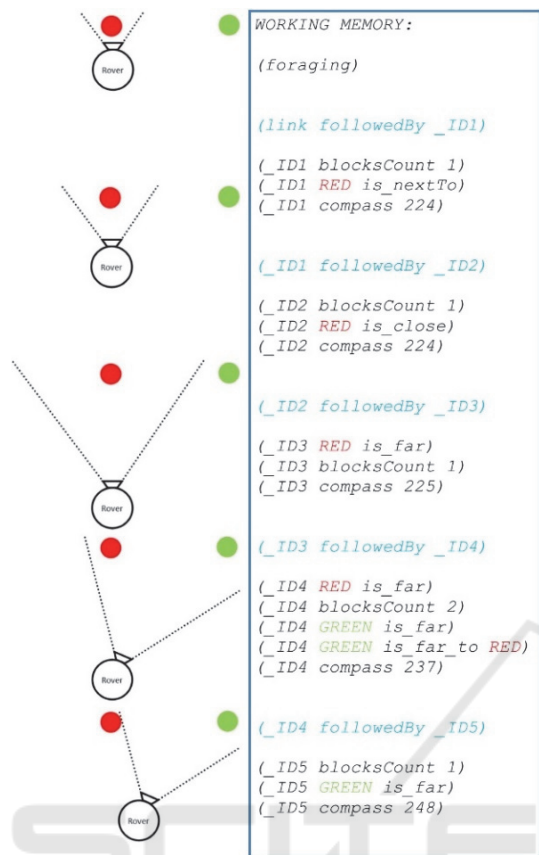 WORKING MEMORY:
Rover
(foraging)
(link followedBy _ID1)
(_ID1 blocksCount 1)
(_ID1 RED is_nextTo)
(_ID1 compass 224)
Rover
(_ID1 followedBy _ID2)
(_ID2 blocksCount 1)
(_ID2 RED is_close)
(_ID2 compass 224)
(_ID2 followedBy _ID3)
(_ID3 RED is_far)
(_ID3 blocksCount 1)
(_ID3 compass 225)
Rover
(_ID3 followedBy _ID4)
(_ID4 RED is_far)
(_ID4 blocksCount 2)
(_ID4 GREEN is_far)
(_ID4 GREEN is_far_to RED)
(_ID4 compass 237)
Rover
(_ID4 followedBy _ID5)
(_ID5 blocksCount 1)
(_ID5 GREEN is_far)
(_ID5 compass 248)
Rover